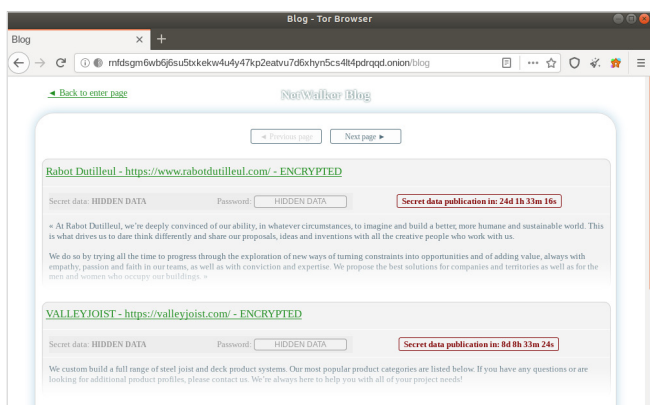 Blog - Tor Browser
Blog
rnfdsgm6wb6j6su5txkekw4u4y47kp2eatvu7d6xhyn5cs4lt4pdrqqd.onion/blog
◄ Back to enter page
NetWalker Blog
◄ Previous page
Next page ►
Rabot Dutilleul - https://www.rabotdutilleul.com/ - ENCRYPTED
Secret data: HIDDEN DATA Password: HIDDEN DATA Secret data publication in: 24d 1h 33m 16s
« At Rabot Dutilleul, we're deeply convinced of our ability, in whatever circumstances, to imagine and build a better, more humane and sustainable world. This
is what drives us to dare think differently and share our proposals, ideas and inventions with all the creative people who work with us.
We do so by trying all the time to progress through the exploration of new ways of turning constraints into opportunities and of adding value, always with
empathy, passion and faith in our teams, as well as with conviction and expertise. We propose the best solutions for companies and territories as well as for the
men and women who occupy our buildings. »
VALLEYJOIST - https://valleyjoist.com/ - ENCRYPTED
Secret data: HIDDEN DATA Password: HIDDEN DATA Secret data publication in: 8d 8h 33m 24s
We custom build a full range of steel joist and deck product systems. Our most popular product categories are listed below. If you have any questions or are
looking for additional product profiles, please contact us. We're always here to help you with all of your project needs!